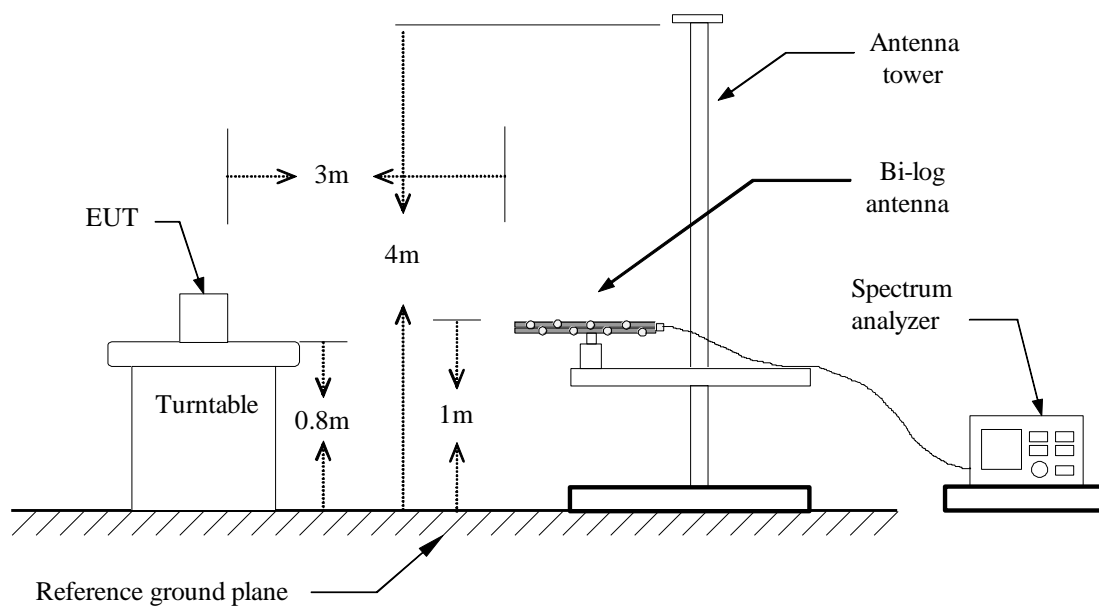 Antenna
tower
3m
Bi-log
antenna
EUT
4m
Spectrum
analyzer
Turntable
0.8m
1m
Reference ground plane